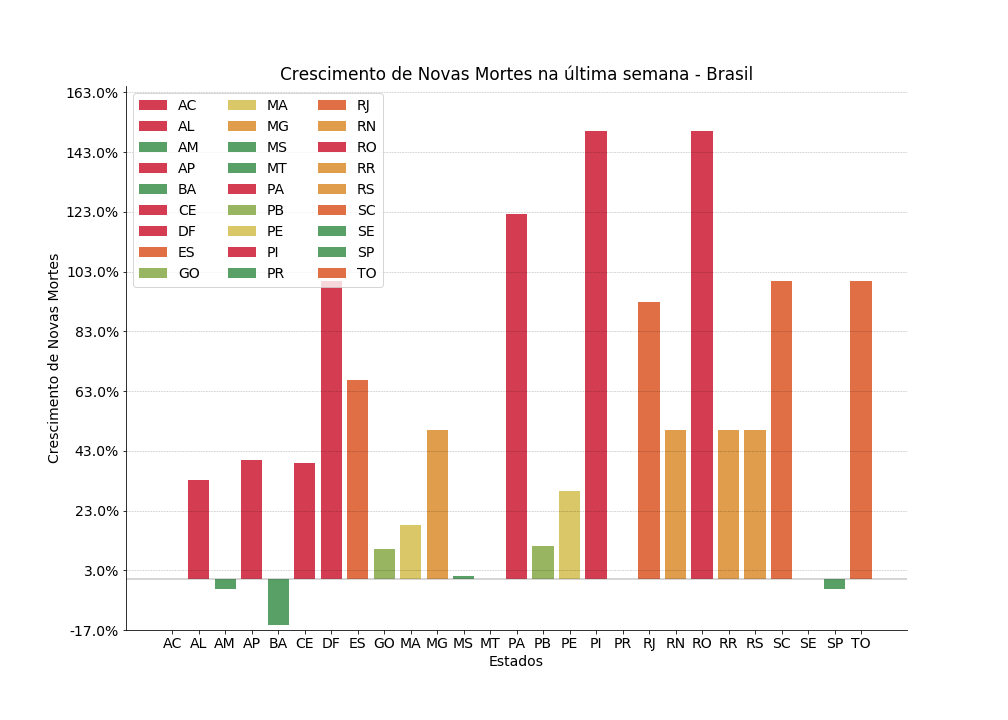 Crescimento de Novas Mortes na última semana - Brasil
163.0%
143.0%
123.0%
103.0%
83.0%
63.0%
43.0%
23.0%
3.0%
-17.0%
Crescimento de Novas Mortes
AC MA RJ
AL MG RN
AM MS RO
AP MT RR
BA PA RS
CE PB SC
DF PE SE
ES PI SP
GO PR TO
AC AL AM AP BA CE DF ES GO MA MG MS MT PA PB PE PI PR RJ RN RO RR RS SC SE SP TO
Estados